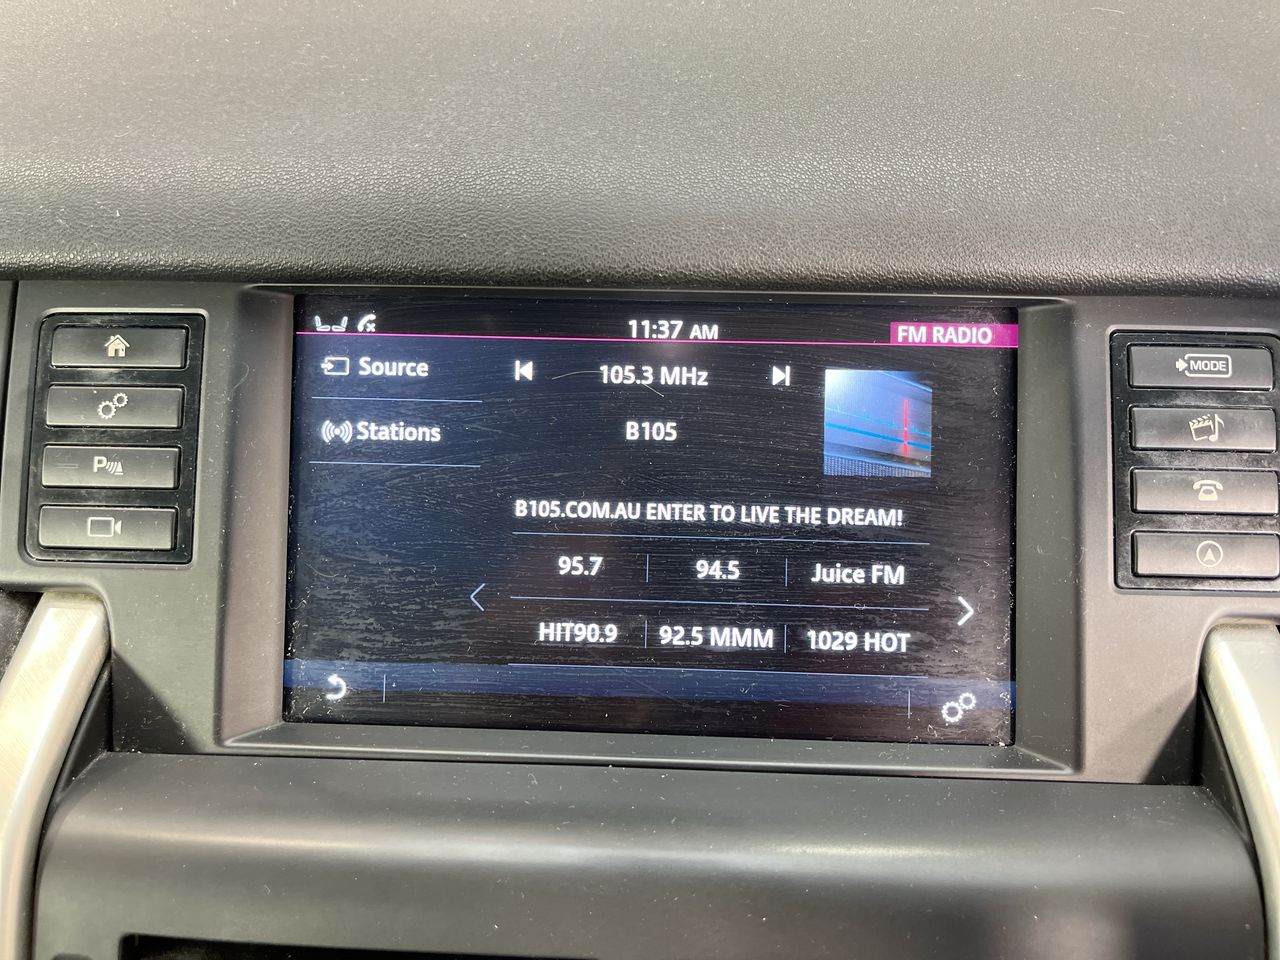 11:37 AM
FM RADIO
Source
105.3 MHz
Stations
B105
B105.COM.AU ENTER TO LIVE THE DREAM!
95.7
94.5
Juice FM
HIT90.9
92.5 MMM
1029 HOT
P
MODE